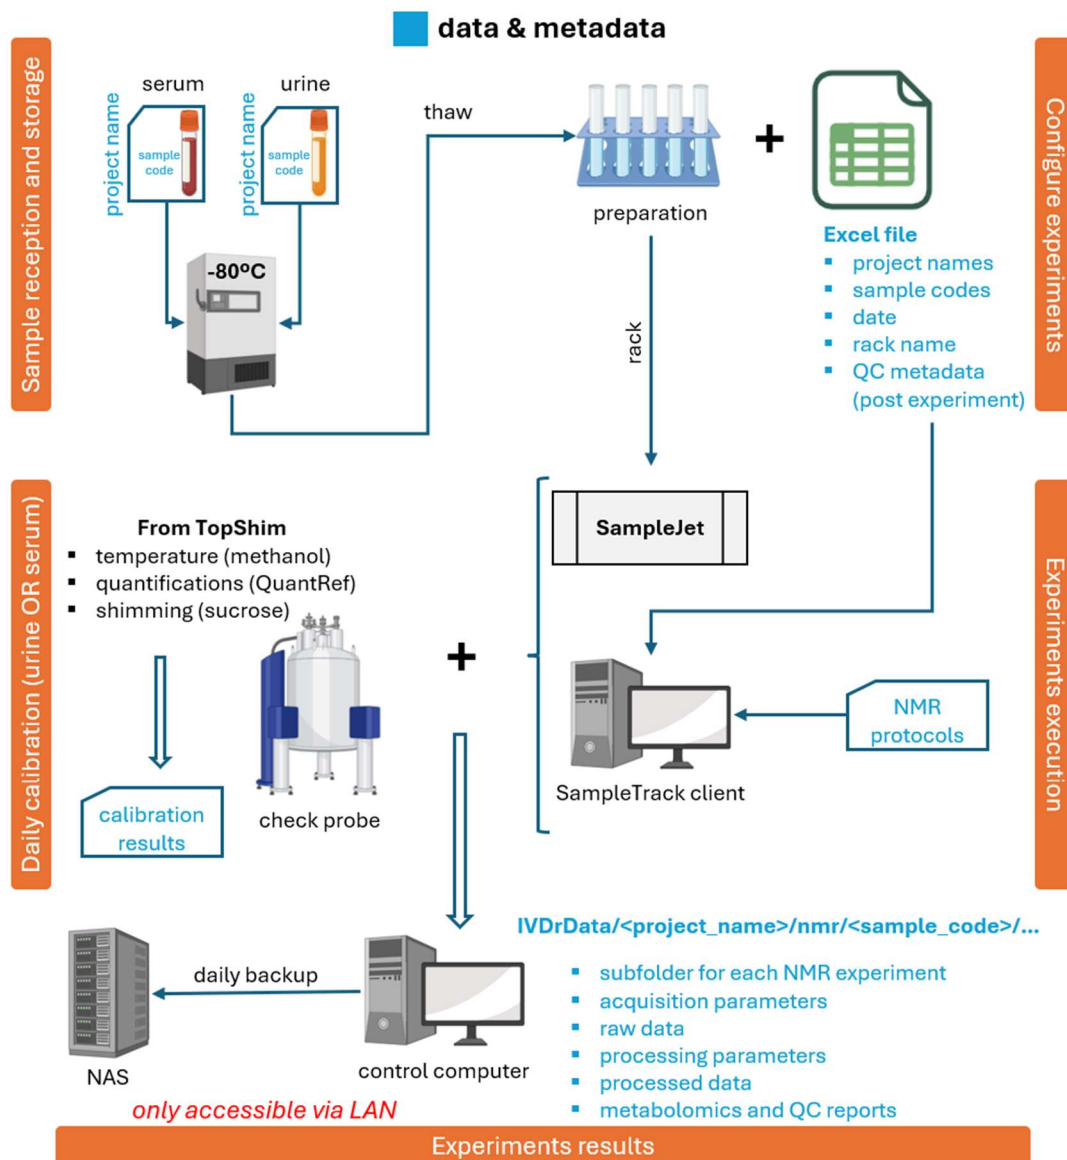 data & metadata
Sample reception and storage
serum
urine
project name
sample
code
project name
sample
code
-80ºC
thaw
preparation
+
Excel file
▪ project names
▪ sample codes
▪ date
▪ rack name
▪ QC metadata
(post experiment)
Configure experiments
rack
Daily calibration (urine OR serum)
From TopShim
▪ temperature (methanol)
▪ quantifications (QuantRef)
▪ shimming (sucrose)
calibration
results
check probe
+
SampleJet
SampleTrack client
NMR
protocols
Experiments execution
NAS
daily backup
control computer
only accessible via LAN
IVDrData/<project_name>/nmr/<sample_code>/...
▪ subfolder for each NMR experiment
▪ acquisition parameters
▪ raw data
▪ processing parameters
▪ processed data
▪ metabolomics and QC reports
Experiments results